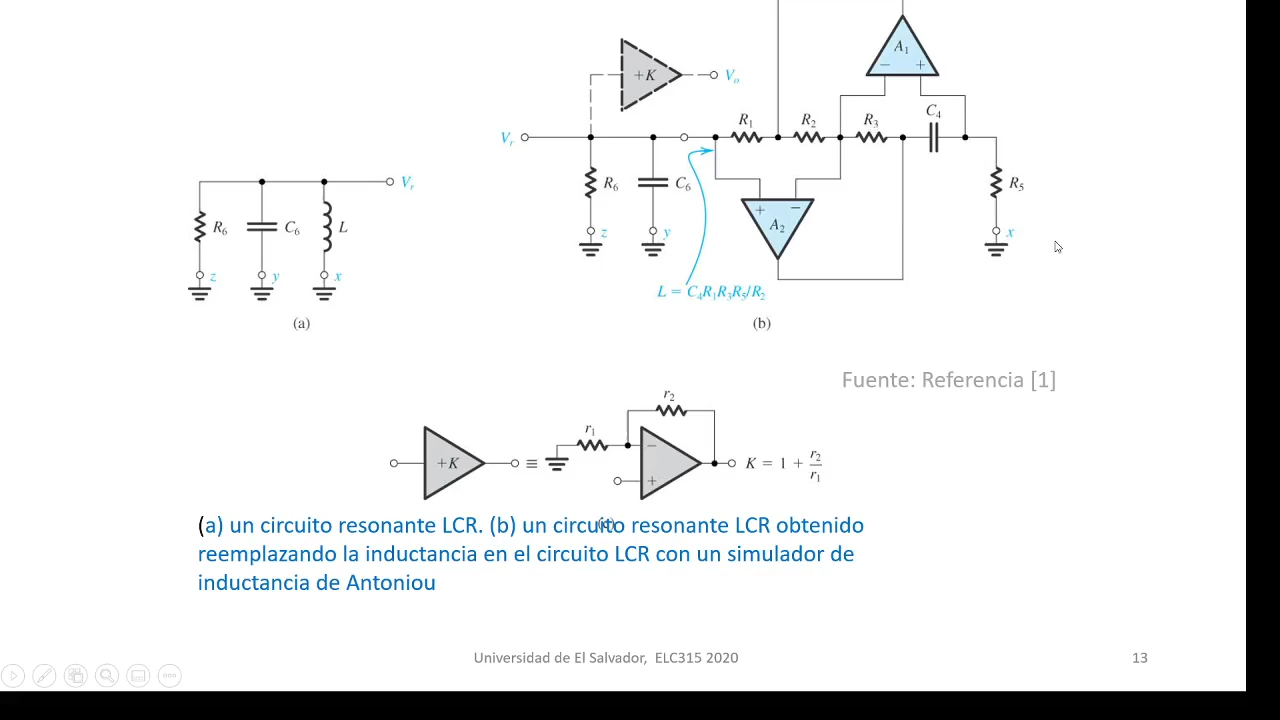 A1
− +
+K
Vo
C4
Vr
R1 R2 R3
R6 C6 R5
+ −
A2
z y x
Vr
R6 C6 L
z y x
L = C4R1R3R5/R2
(a) (b)
Fuente: Referencia [1]
r2
r1
+K ≡ − + K = 1 + r2/r1
(c)
(a) un circuito resonante LCR. (b) un circuito resonante LCR obtenido
reemplazando la inductancia en el circuito LCR con un simulador de
inductancia de Antoniou
Universidad de El Salvador, ELC315 2020 13